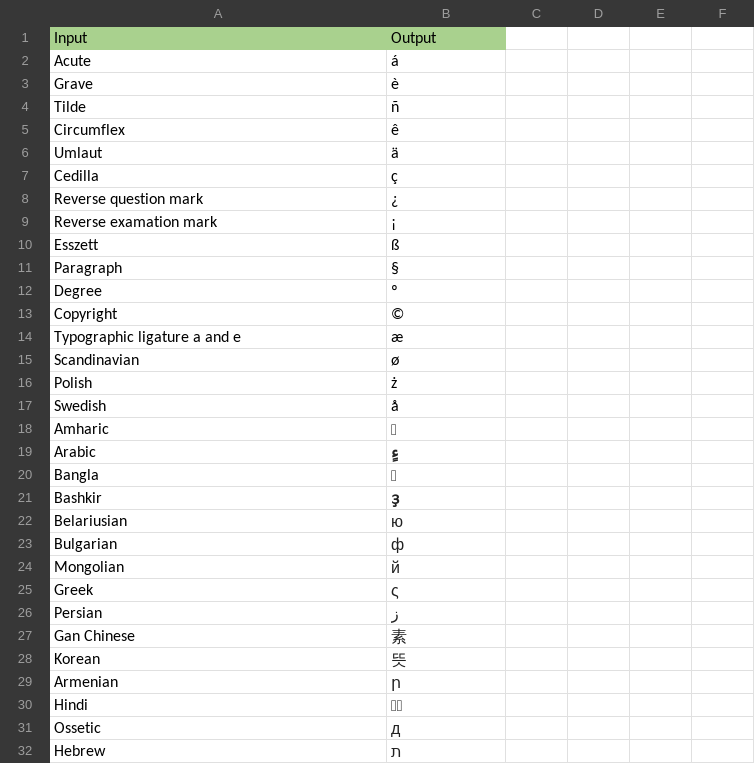 A B C D E F
1 Input Output
2 Acute á
3 Grave è
4 Tilde ñ
5 Circumflex ê
6 Umlaut ä
7 Cedilla ç
8 Reverse question mark ¿
9 Reverse examation mark ¡
10 Esszett ß
11 Paragraph §
12 Degree °
13 Copyright ©
14 Typographic ligature a and e æ
15 Scandinavian ø
16 Polish ż
17 Swedish å
18 Amharic
19 Arabic
20 Bangla
21 Bashkir ҙ
22 Belariusian ю
23 Bulgarian ф
24 Mongolian й
25 Greek ς
26 Persian ز
27 Gan Chinese 素
28 Korean 뜻
29 Armenian ր
30 Hindi
31 Ossetic д
32 Hebrew ת